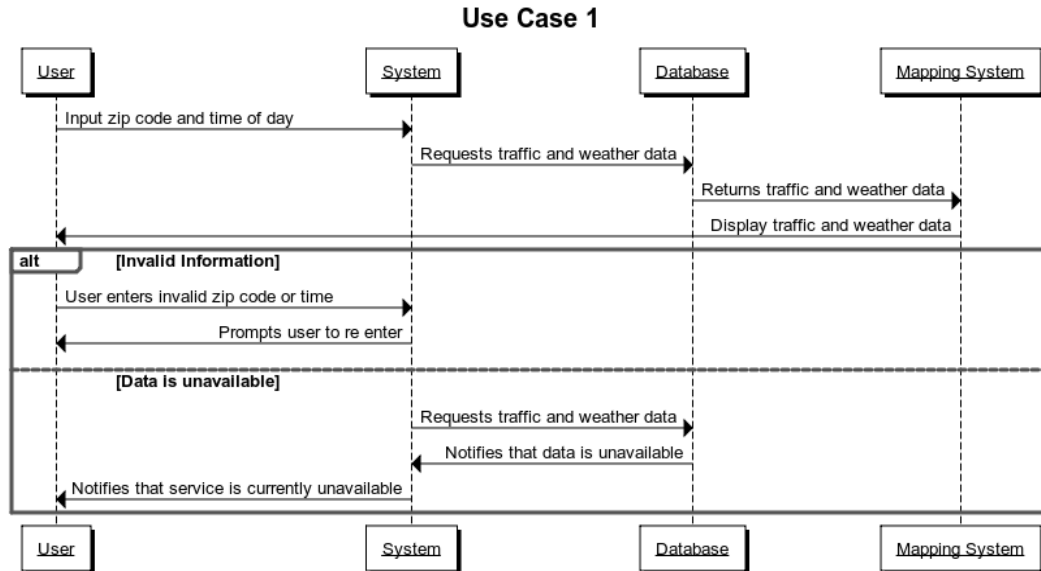 Use Case 1
User
System
Database
Mapping System
Input zip code and time of day
Requests traffic and weather data
Returns traffic and weather data
Display traffic and weather data
alt
[Invalid Information]
User enters invalid zip code or time
Prompts user to re enter
[Data is unavailable]
Requests traffic and weather data
Notifies that data is unavailable
Notifies that service is currently unavailable
User
System
Database
Mapping System